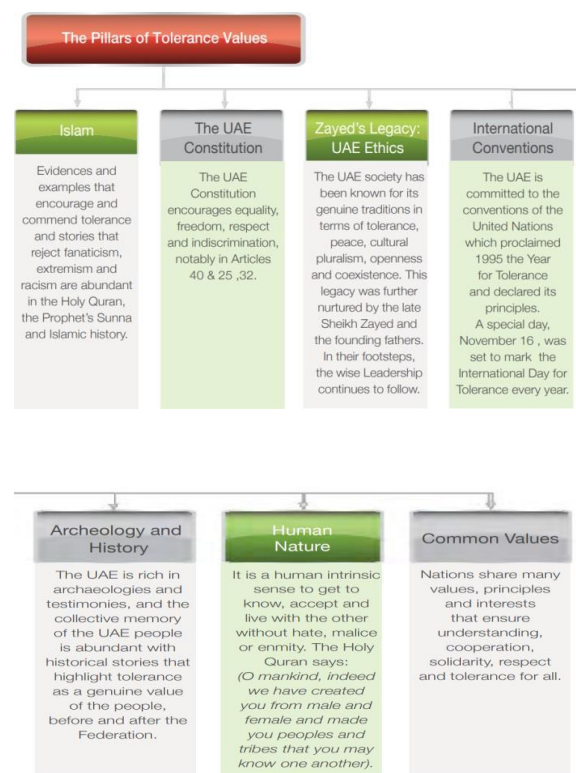 The Pillars of Tolerance Values
Islam
Evidences and
examples that
encourage and
commend tolerance
and stories that
reject fanaticism,
extremism and
racism are abundant
in the Holy Quran,
the Prophet's Sunna
and Islamic history.
The UAE
Constitution
The UAE
Constitution
encourages equality,
freedom, respect
and indiscrimination,
notably in Articles
40 & 25 ,32.
Zayed's Legacy:
UAE Ethics
The UAE society has
been known for its
genuine traditions in
terms of tolerance,
peace, cultural
pluralism, openness
and coexistence. This
legacy was further
nurtured by the late
Sheikh Zayed and
the founding fathers.
In their footsteps,
the wise Leadership
continues to follow.
International
Conventions
The UAE is
committed to the
conventions of the
United Nations
which proclaimed
1995 the Year
for Tolerance
and declared its
principles.
A special day,
November 16 , was
set to mark the
International Day for
Tolerance every year.
Archeology and
History
The UAE is rich in
archaeologies and
testimonies, and the
collective memory
of the UAE people
is abundant with
historical stories that
highlight tolerance
as a genuine value
of the people,
before and after the
Federation.
Human
Nature
It is a human intrinsic
sense to get to
know, accept and
live with the other
without hate, malice
or enmity. The Holy
Quran says:
(O mankind, indeed
we have created
you from male and
female and made
you peoples and
tribes that you may
know one another).
Common Values
Nations share many
values, principles
and interests
that ensure
understanding,
cooperation,
solidarity, respect
and tolerance for all.